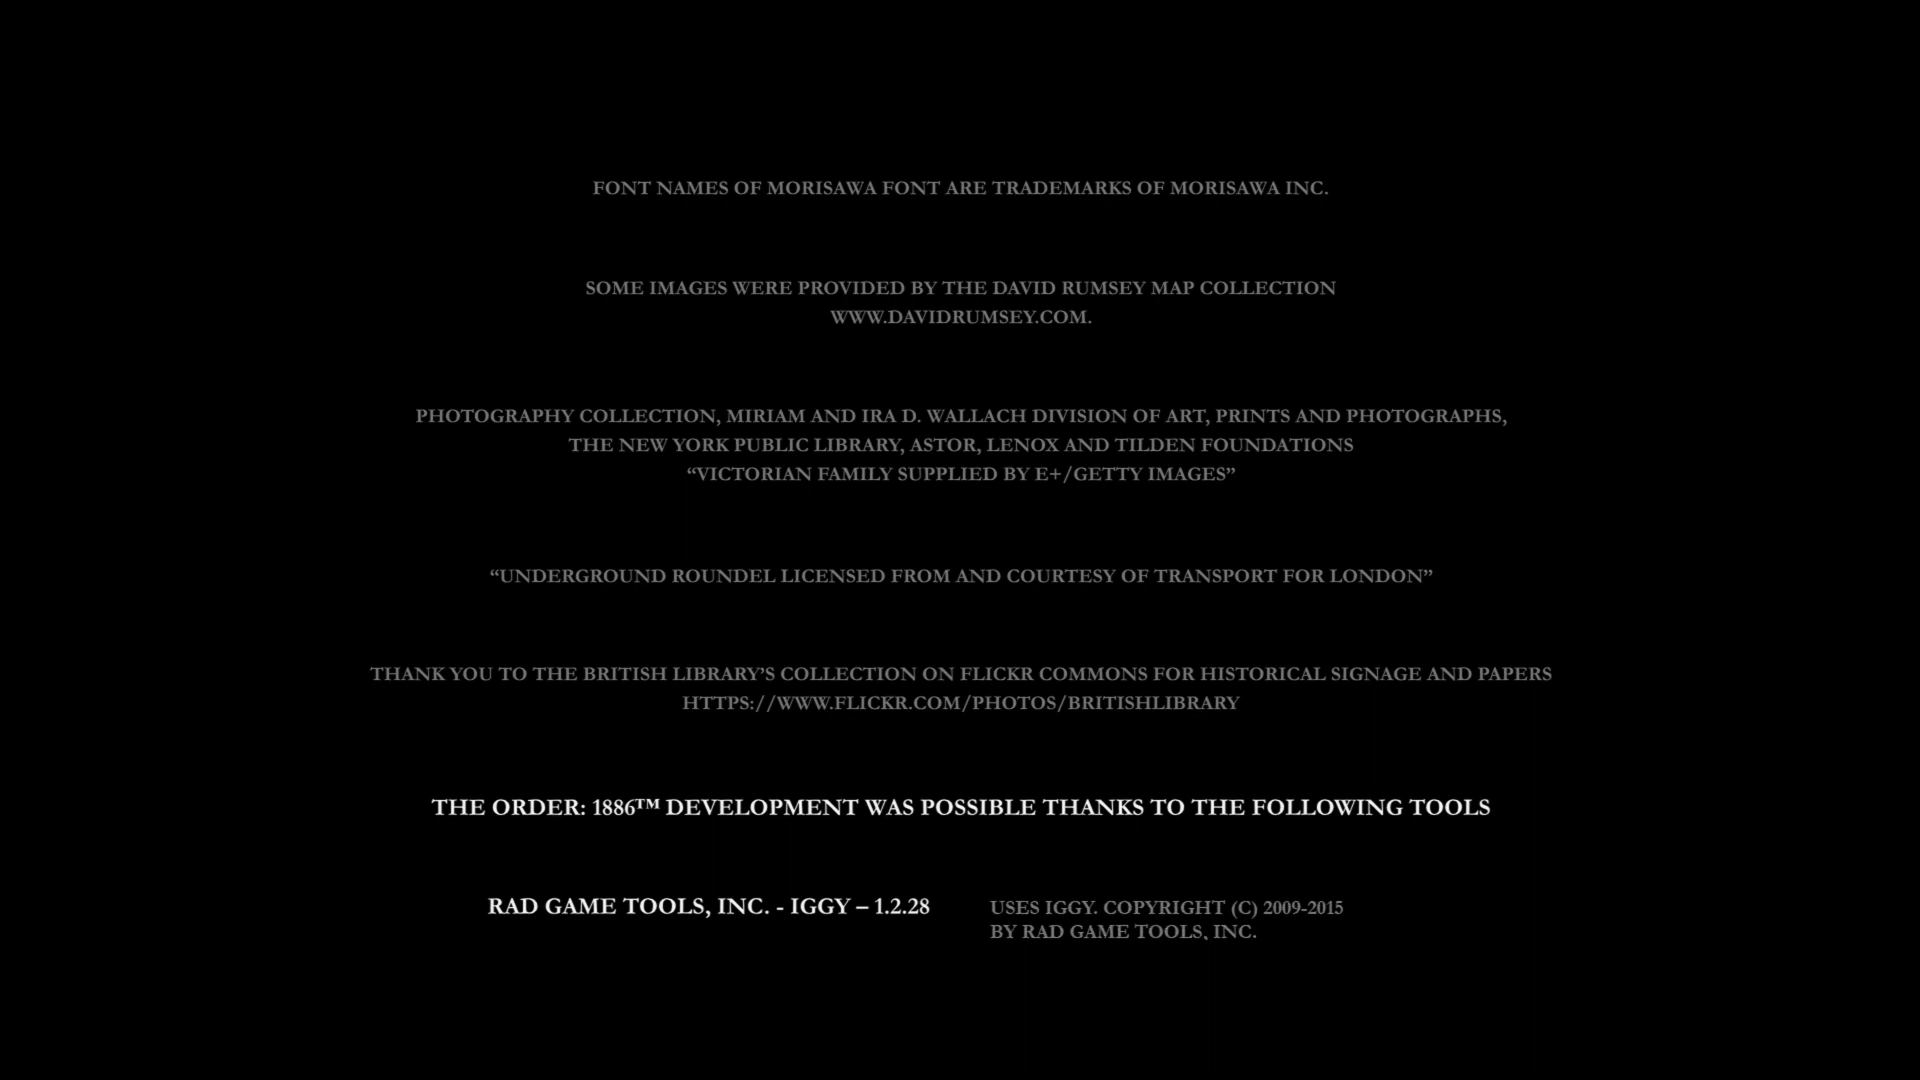 FONT NAMES OF MORISAWA FONT ARE TRADEMARKS OF MORISAWA INC.
SOME IMAGES WERE PROVIDED BY THE DAVID RUMSEY MAP COLLECTION
WWW.DAVIDRUMSEY.COM.
PHOTOGRAPHY COLLECTION, MIRIAM AND IRA D. WALLACH DIVISION OF ART, PRINTS AND PHOTOGRAPHS,
THE NEW YORK PUBLIC LIBRARY, ASTOR, LENOX AND TILDEN FOUNDATIONS
“VICTORIAN FAMILY SUPPLIED BY E+/GETTY IMAGES”
“UNDERGROUND ROUNDEL LICENSED FROM AND COURTESY OF TRANSPORT FOR LONDON”
THANK YOU TO THE BRITISH LIBRARY’S COLLECTION ON FLICKR COMMONS FOR HISTORICAL SIGNAGE AND PAPERS
HTTPS://WWW.FLICKR.COM/PHOTOS/BRITISHLIBRARY
THE ORDER: 1886™ DEVELOPMENT WAS POSSIBLE THANKS TO THE FOLLOWING TOOLS
RAD GAME TOOLS, INC. - IGGY – 1.2.28
USES IGGY. COPYRIGHT (C) 2009-2015
BY RAD GAME TOOLS, INC.